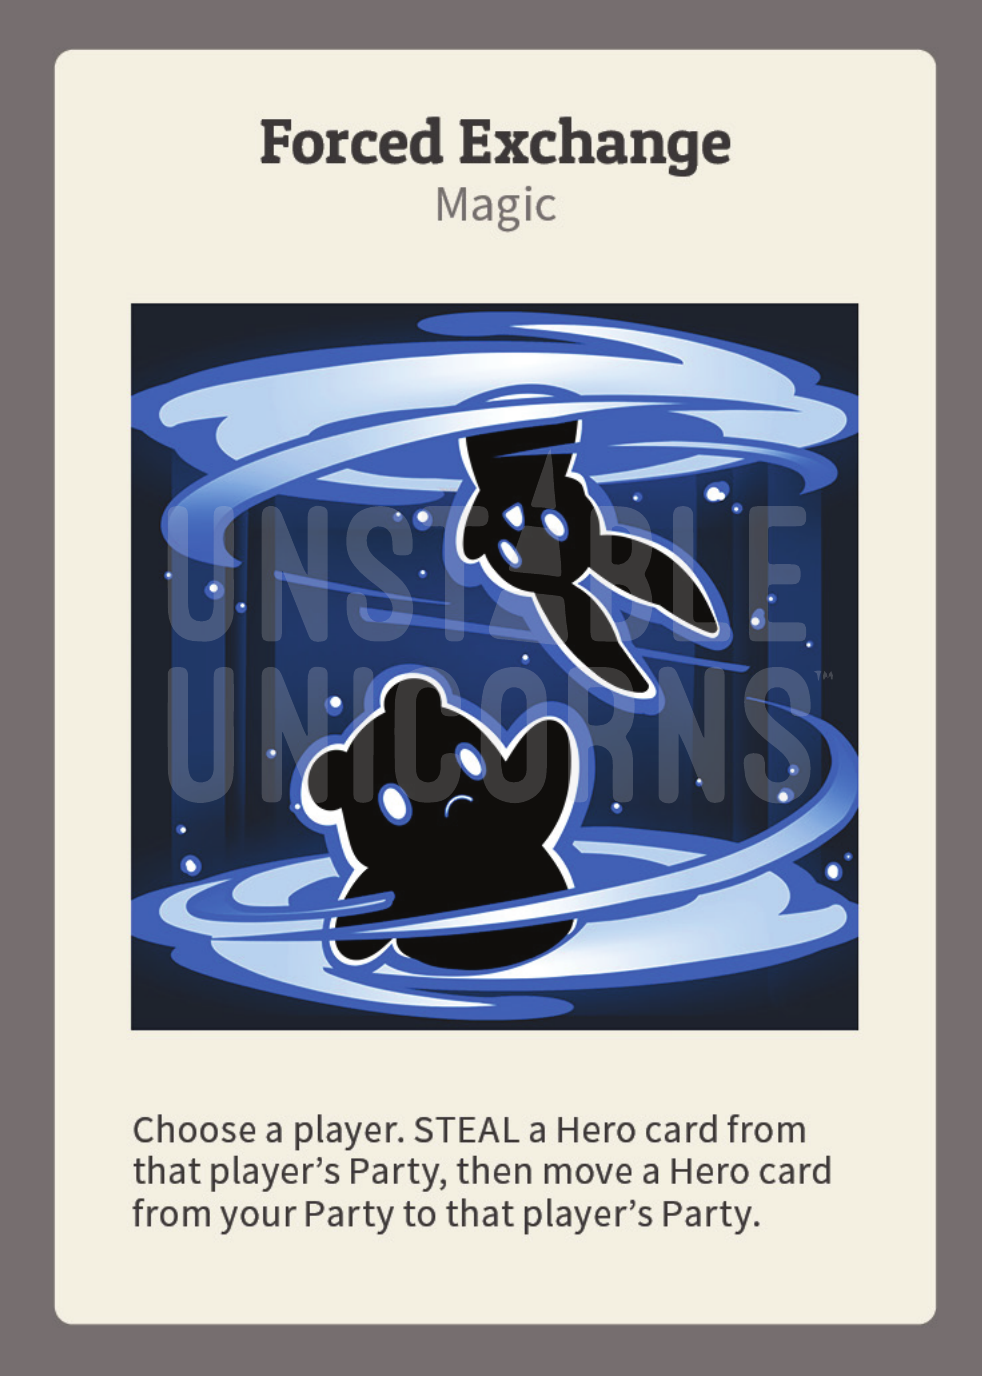 Forced Exchange
Magic
UNSTABLE
UNICORNS™
Choose a player. STEAL a Hero card from
that player’s Party, then move a Hero card
from your Party to that player’s Party.